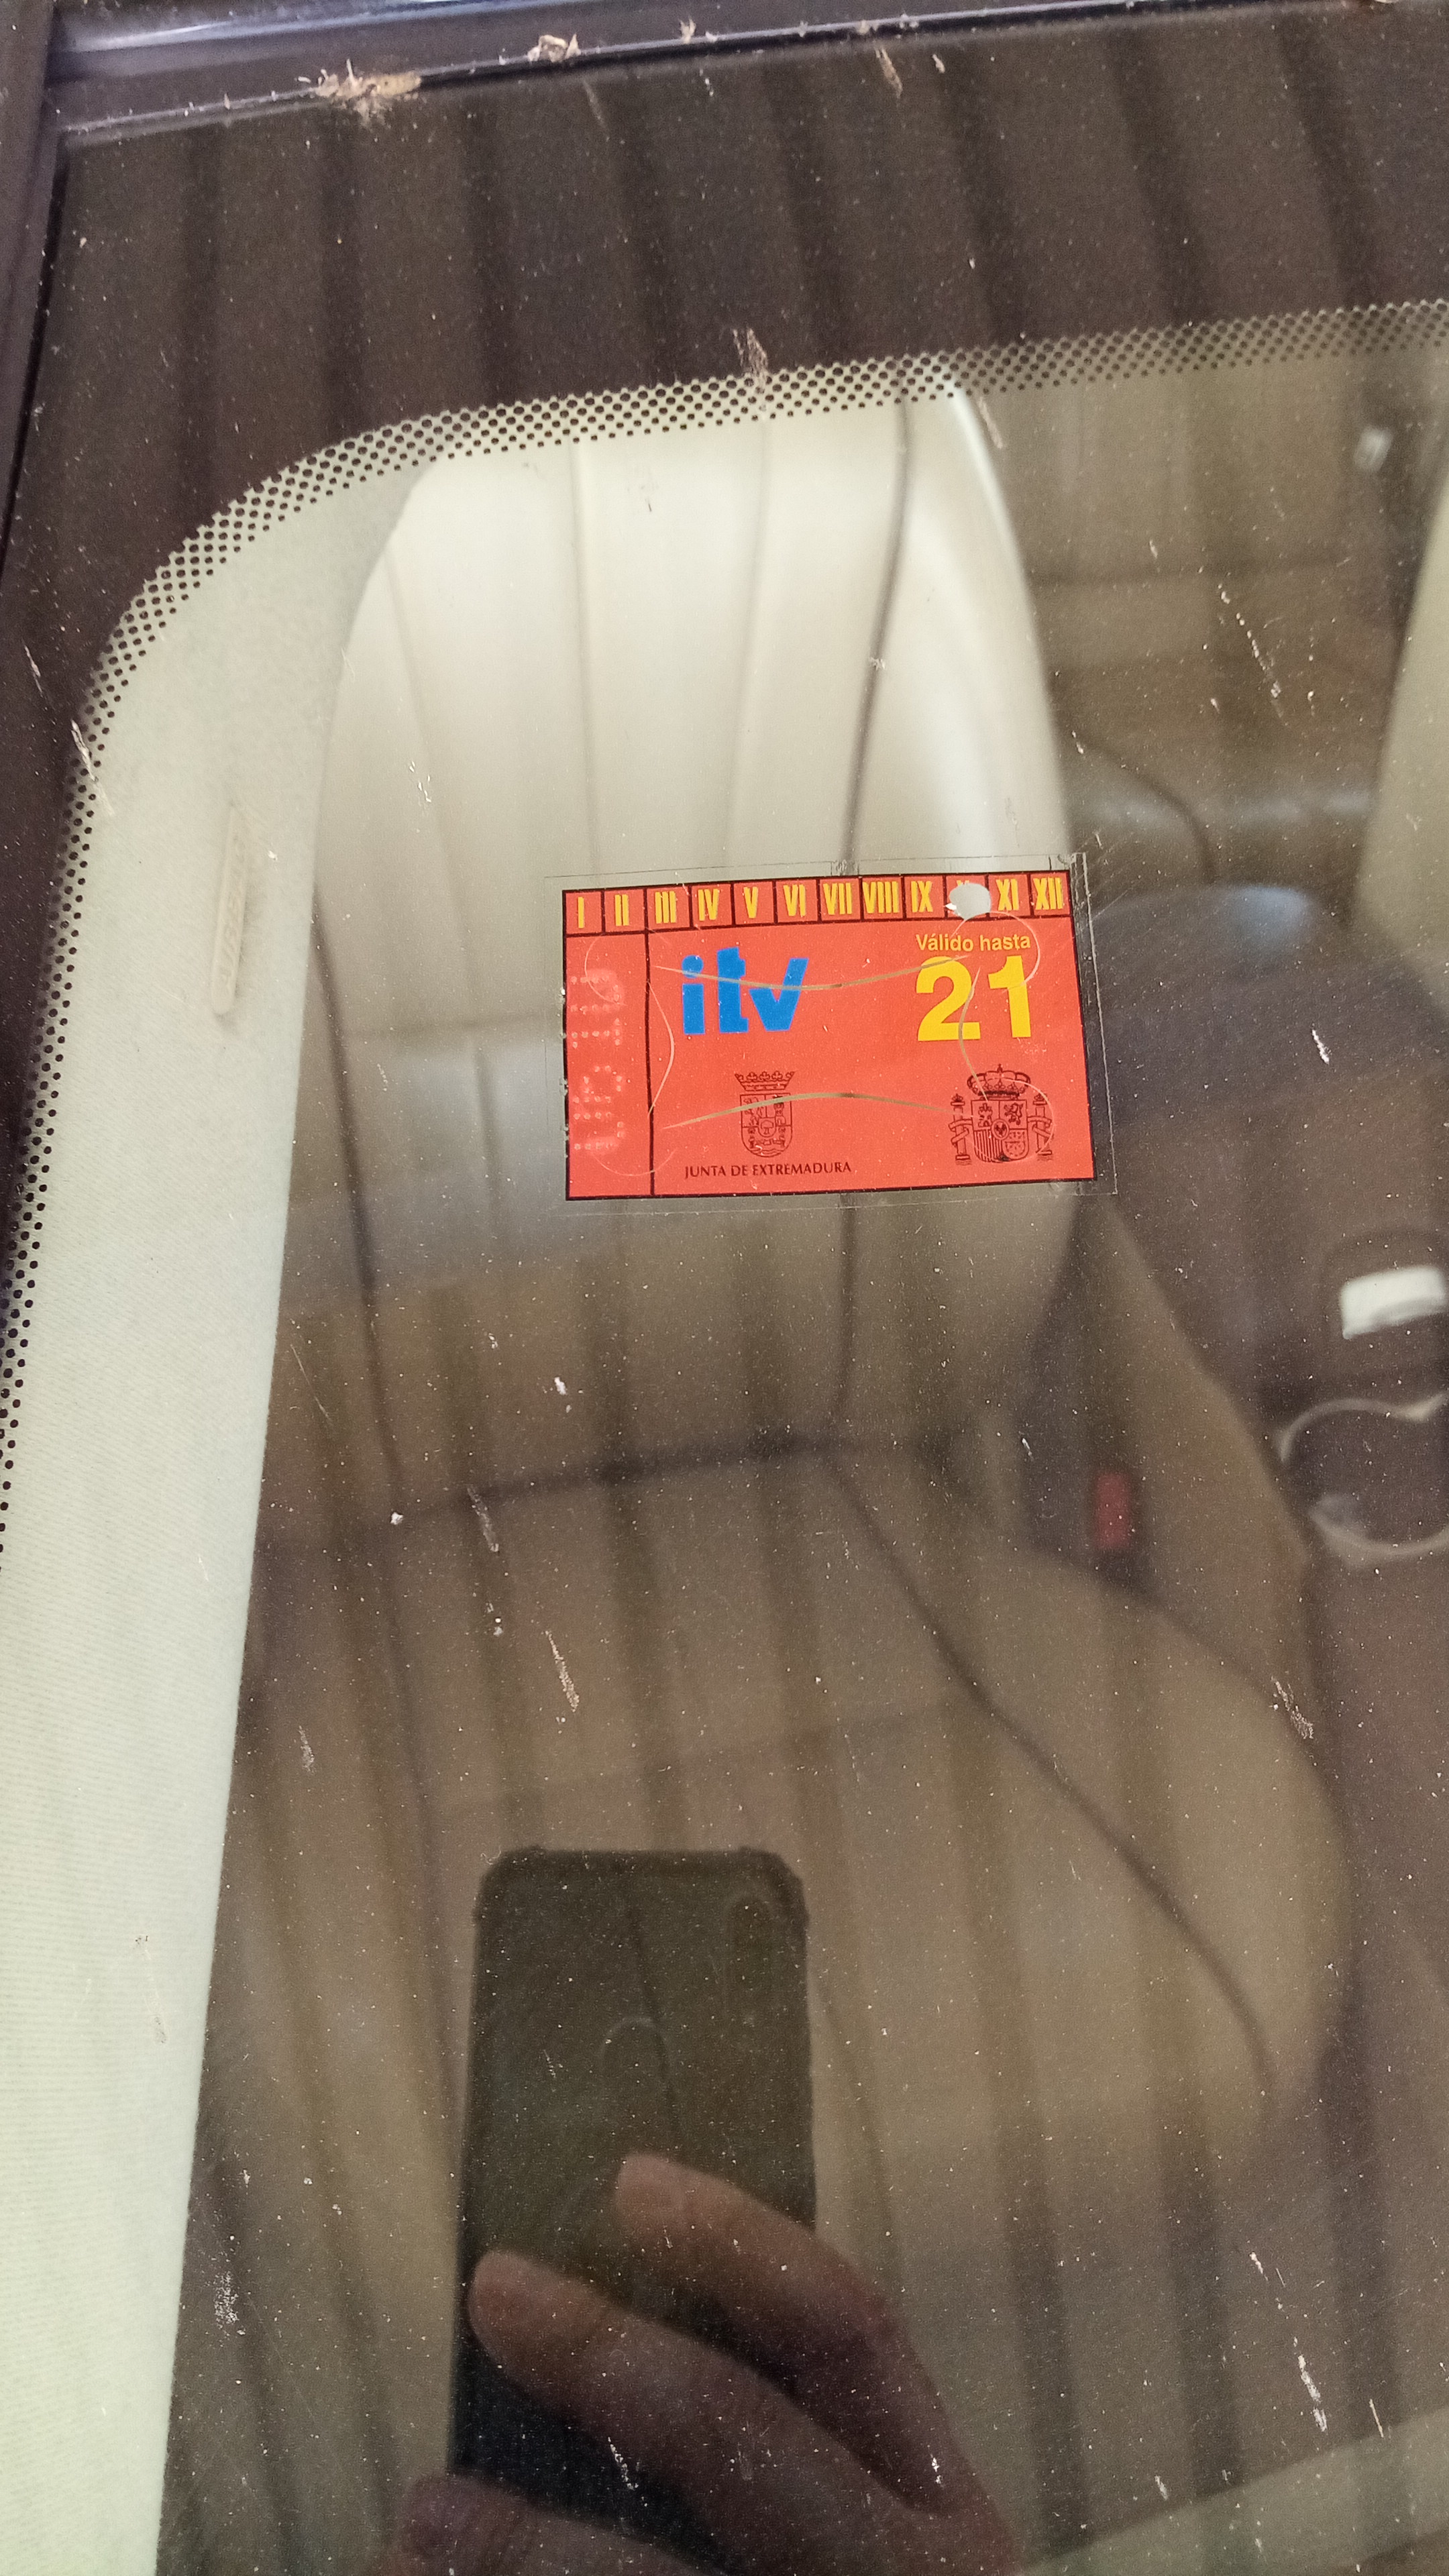 I II III IV V VI VII VIII IX XI XII
itv
Válido hasta
21
JUNTA DE EXTREMADURA